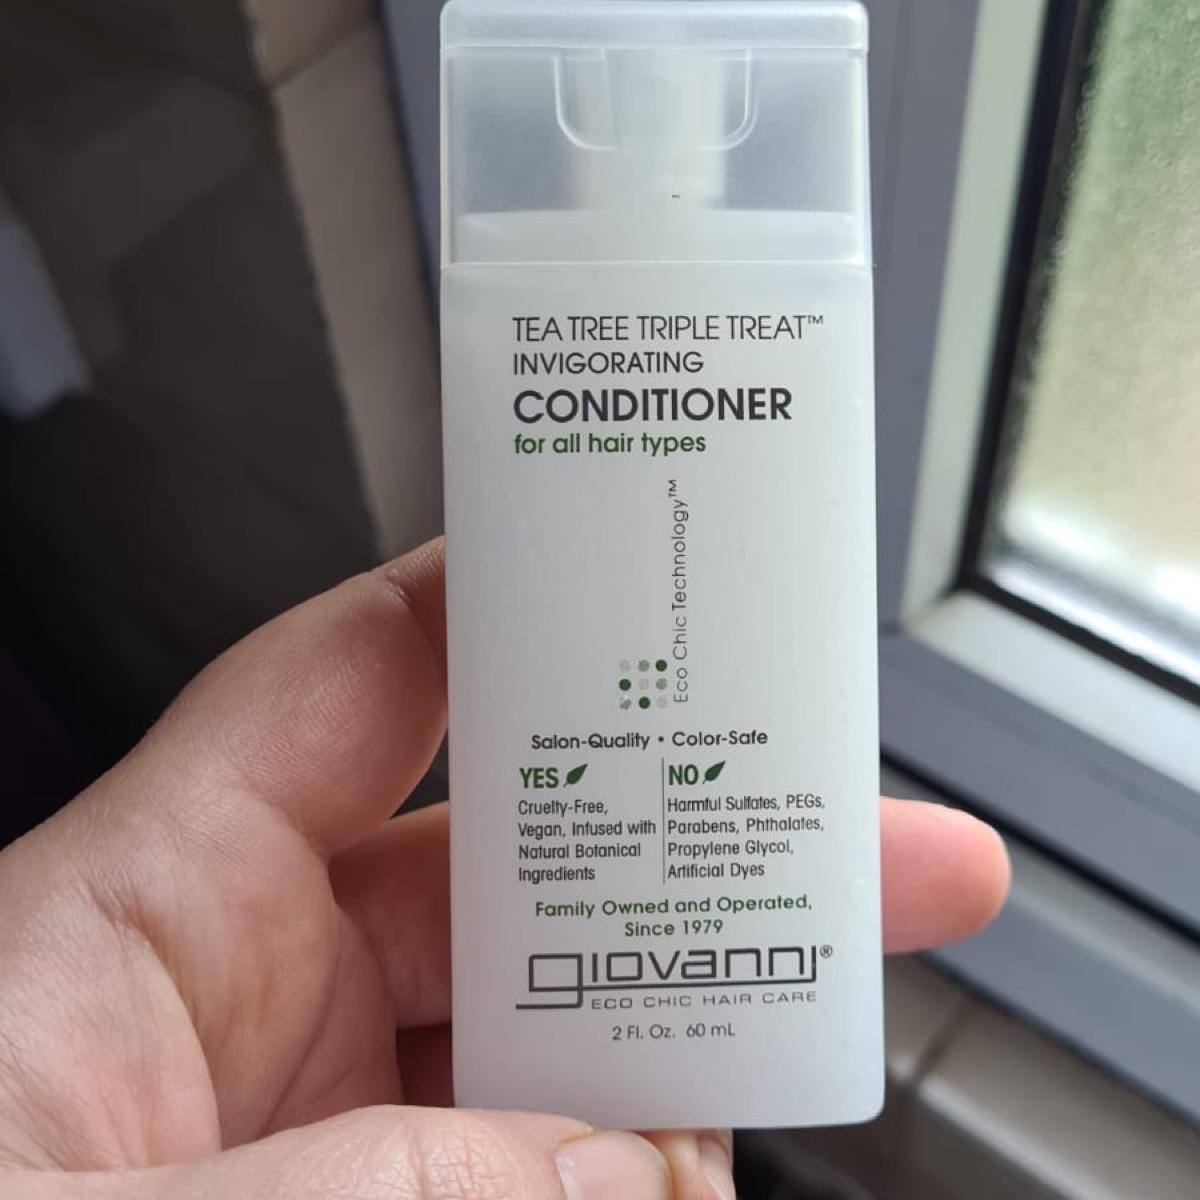 TEA TREE TRIPLE TREAT™
INVIGORATING
CONDITIONER
for all hair types
Eco Chic Technology™
Salon-Quality • Color-Safe
YES
Cruelty-Free,
Vegan, Infused with
Natural Botanical
Ingredients
NO
Harmful Sulfates, PEGs,
Parabens, Phthalates,
Propylene Glycol,
Artificial Dyes
Family Owned and Operated,
Since 1979
giovanni®
ECO CHIC HAIR CARE
2 Fl. Oz. 60 mL